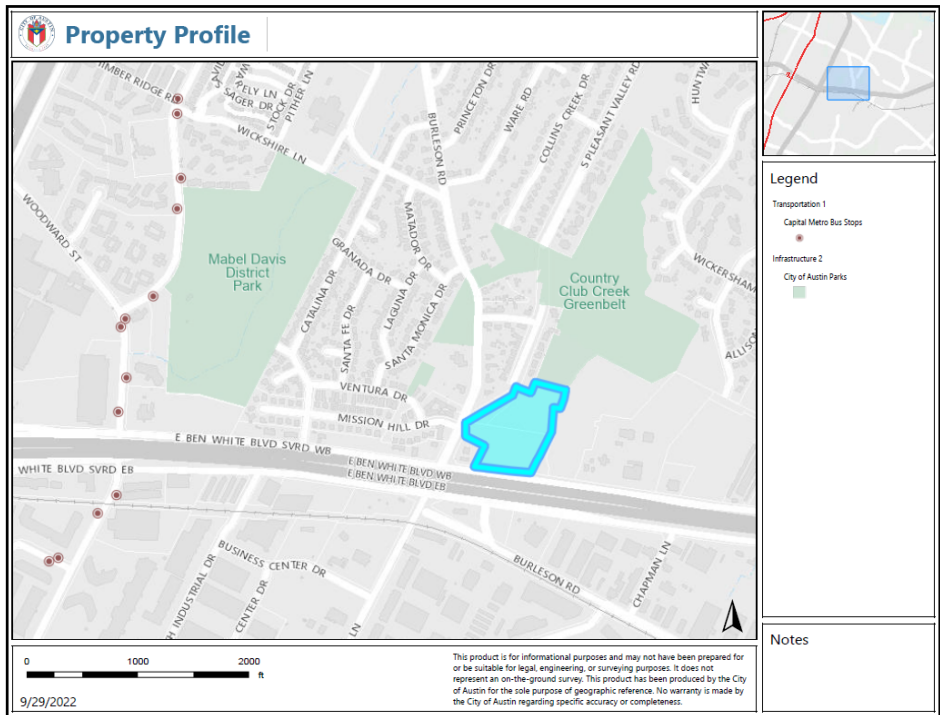 Property Profile
TIMBER RIDGE RD
PELY LN
SAGER DR
STOCK DR
PITHER LN
WICKSHIRE LN
BURLESON RD
PRINCETON DR
WARE RD
COLLINS CREEK DR
S PLEASANT VALLEY RD
WOODWARD ST
Mabel Davis
District
Park
MATADOR DR
GRANADA DR
LAGUNA DR
CATALINA DR
SANTA FE DR
SANTA MONICA DR
Country
Club Creek
Greenbelt
WICKERSHAM
VENTURA DR
MISSION HILL DR
E BEN WHITE BLVD SVRD WB
E BEN WHITE BLVD WB
E BEN WHITE BLVD EB
WHITE BLVD SVRD EB
BUSINESS CENTER DR
INDUSTRIAL DR
CENTER DR
LN
BURLESON RD
CHAPMAN LN
Legend
Transportation 1
Capital Metro Bus Stops
Infrastructure 2
City of Austin Parks
Notes
0 1000 2000
ft
9/29/2022
This product is for informational purposes and may not have been prepared for
or be suitable for legal, engineering, or surveying purposes. It does not
represent an on-the-ground survey. This product has been produced by the City
of Austin for the sole purpose of geographic reference. No warranty is made by
the City of Austin regarding specific accuracy or completeness.